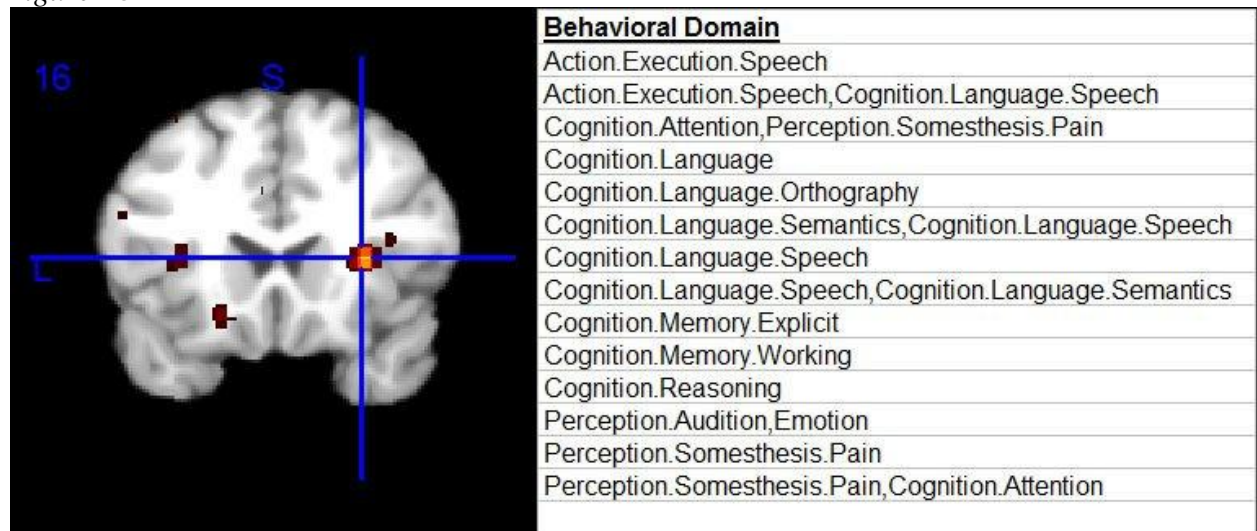 16
S
L
Behavioral Domain
Action.Execution.Speech
Action.Execution.Speech,Cognition.Language.Speech
Cognition.Attention,Perception.Somesthesis.Pain
Cognition.Language
Cognition.Language.Orthography
Cognition.Language.Semantics,Cognition.Language.Speech
Cognition.Language.Speech
Cognition.Language.Speech,Cognition.Language.Semantics
Cognition.Memory.Explicit
Cognition.Memory.Working
Cognition.Reasoning
Perception.Audition,Emotion
Perception.Somesthesis.Pain
Perception.Somesthesis.Pain,Cognition.Attention